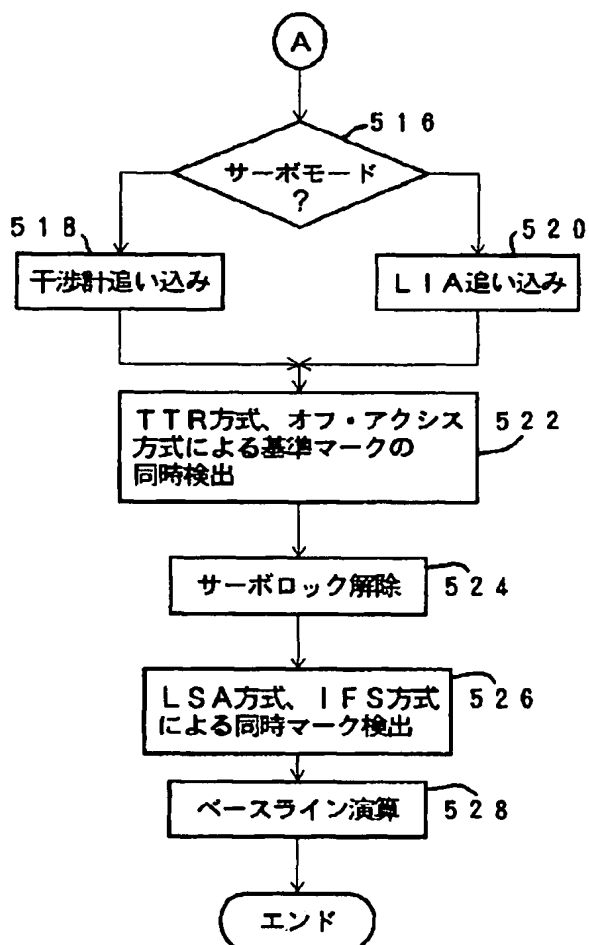 A
516
サーボモード
?
518
干渉計追い込み
520
LIA追い込み
TTR方式、オフ・アクシス
方式による基準マークの
同時検出
522
サーボロック解除
524
LSA方式、IFS方式
による同時マーク検出
526
ベースライン演算
528
エンド